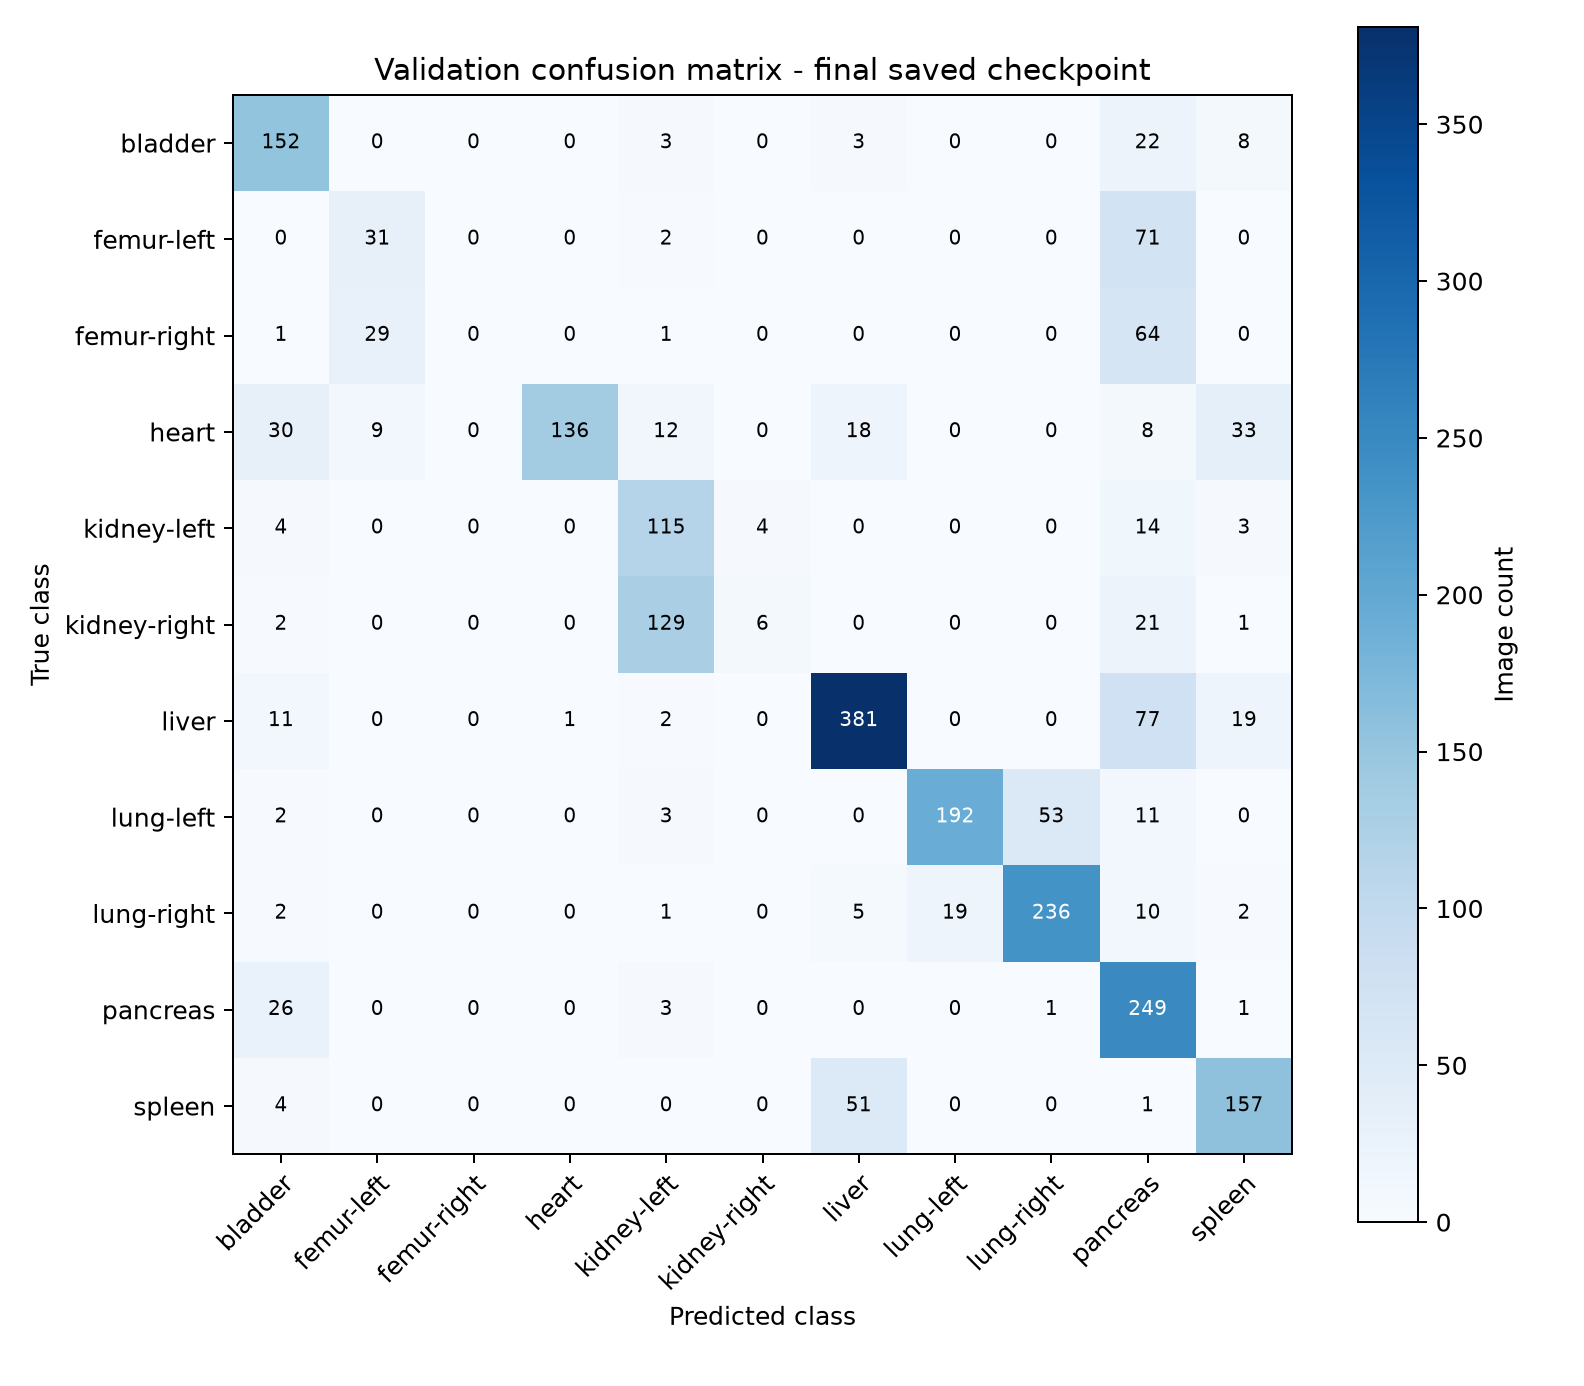 Validation confusion matrix - final saved checkpoint
bladder 152 0 0 0 3 0 3 0 0 22 8
femur-left 0 31 0 0 2 0 0 0 0 71 0
femur-right 1 29 0 0 1 0 0 0 0 64 0
heart 30 9 0 136 12 0 18 0 0 8 33
kidney-left 4 0 0 0 115 4 0 0 0 14 3
kidney-right 2 0 0 0 129 6 0 0 0 21 1
liver 11 0 0 1 2 0 381 0 0 77 19
lung-left 2 0 0 0 3 0 0 192 53 11 0
lung-right 2 0 0 0 1 0 5 19 236 10 2
pancreas 26 0 0 0 3 0 0 0 1 249 1
spleen 4 0 0 0 0 0 51 0 0 1 157
bladder femur-left femur-right heart kidney-left kidney-right liver lung-left lung-right pancreas spleen
Predicted class
True class
350
300
250
200
150
100
50
0
Image count